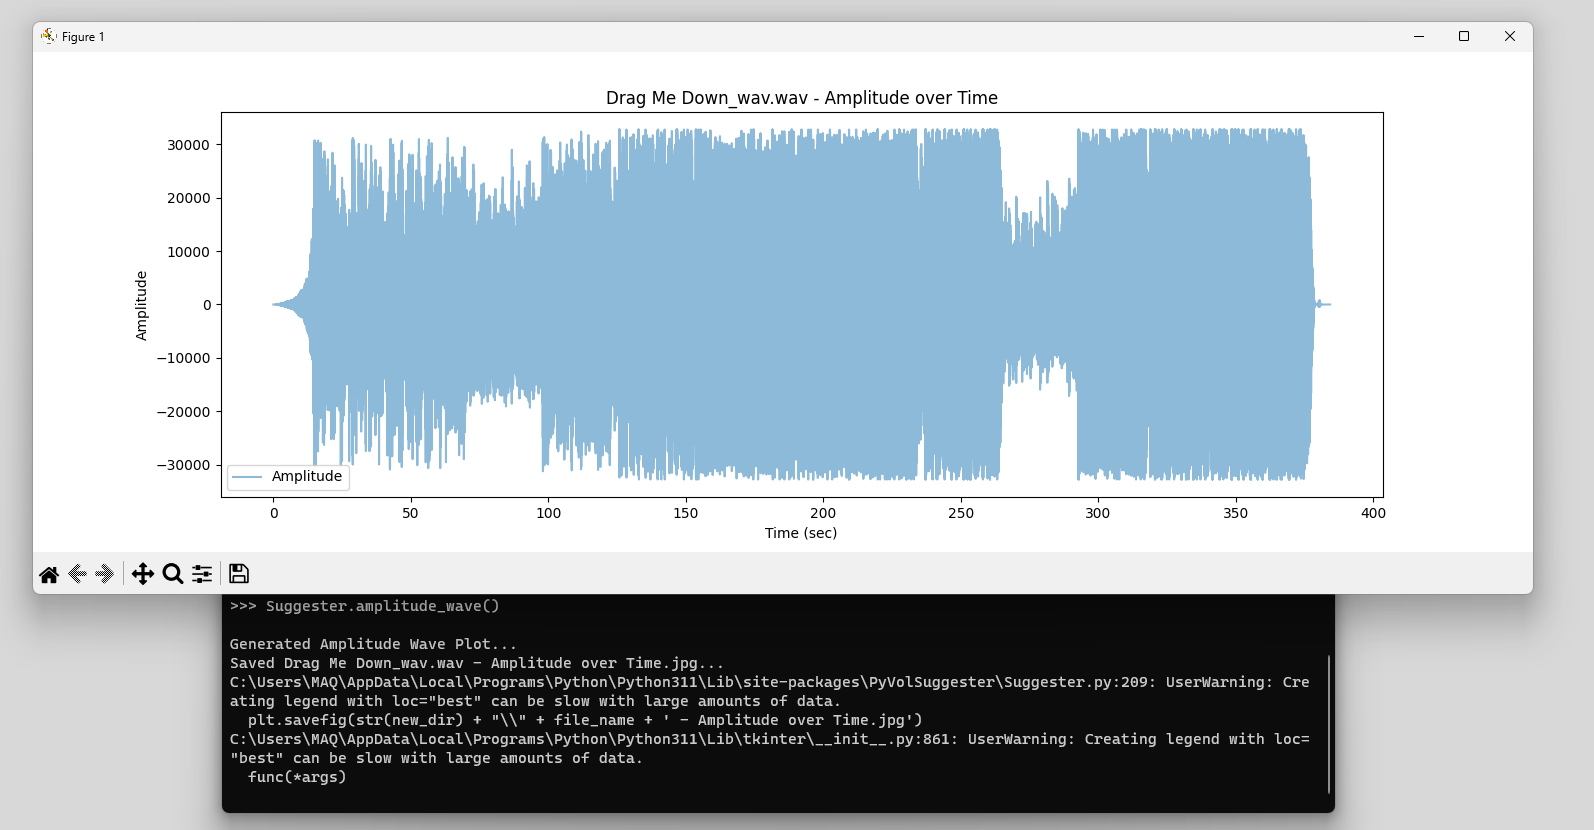 Figure 1
Drag Me Down_wav.wav - Amplitude over Time
30000
20000
10000
0
−10000
−20000
−30000
Amplitude
Amplitude
0 50 100 150 200 250 300 350 400
Time (sec)
>>> Suggester.amplitude_wave()
Generated Amplitude Wave Plot...
Saved Drag Me Down_wav.wav - Amplitude over Time.jpg...
C:\Users\MAQ\AppData\Local\Programs\Python\Python311\Lib\site-packages\PyVolSuggester\Suggester.py:209: UserWarning: Cre
ating legend with loc="best" can be slow with large amounts of data.
  plt.savefig(str(new_dir) + "\\" + file_name + ' - Amplitude over Time.jpg')
C:\Users\MAQ\AppData\Local\Programs\Python\Python311\Lib\tkinter\__init__.py:861: UserWarning: Creating legend with loc=
"best" can be slow with large amounts of data.
  func(*args)